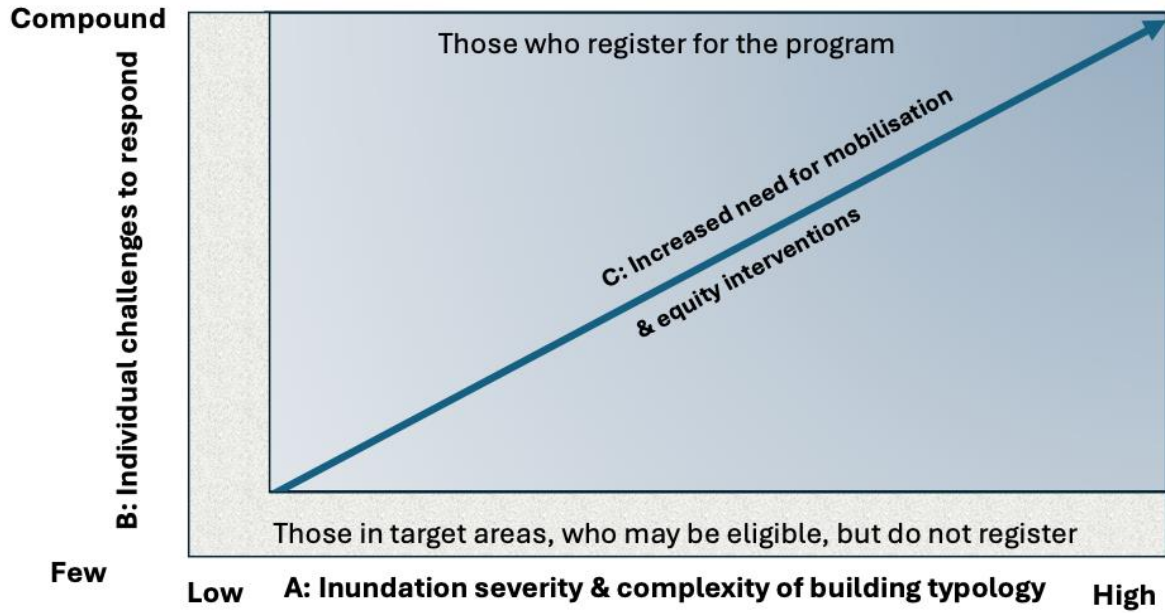 Compound
Those who register for the program
B: Individual challenges to respond
C: Increased need for mobilisation
& equity interventions
Those in target areas, who may be eligible, but do not register
Few
Low
A: Inundation severity & complexity of building typology
High